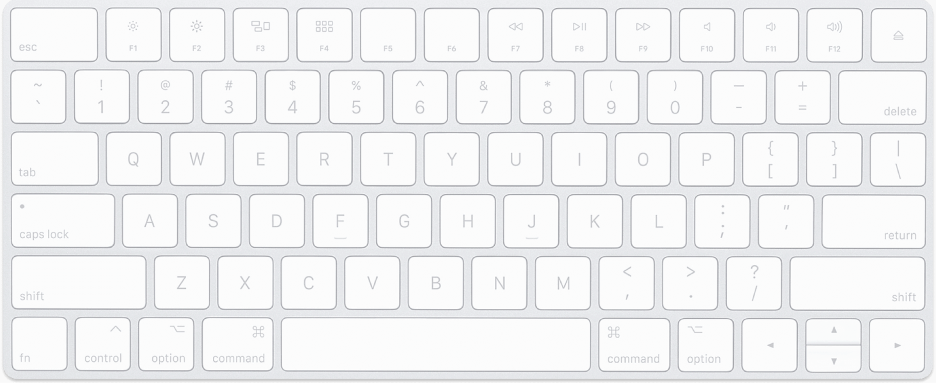 esc F1 F2 F3 F4 F5 F6 F7 F8 F9 F10 F11 F12
~ ! @ # $ % ^ & * ( ) — +
` 1 2 3 4 5 6 7 8 9 0 - = delete
tab Q W E R T Y U I O P { } |
[ ] \
caps lock A S D F G H J K L : "
; ' return
shift Z X C V B N M < > ?
, . / shift
fn control option command command option